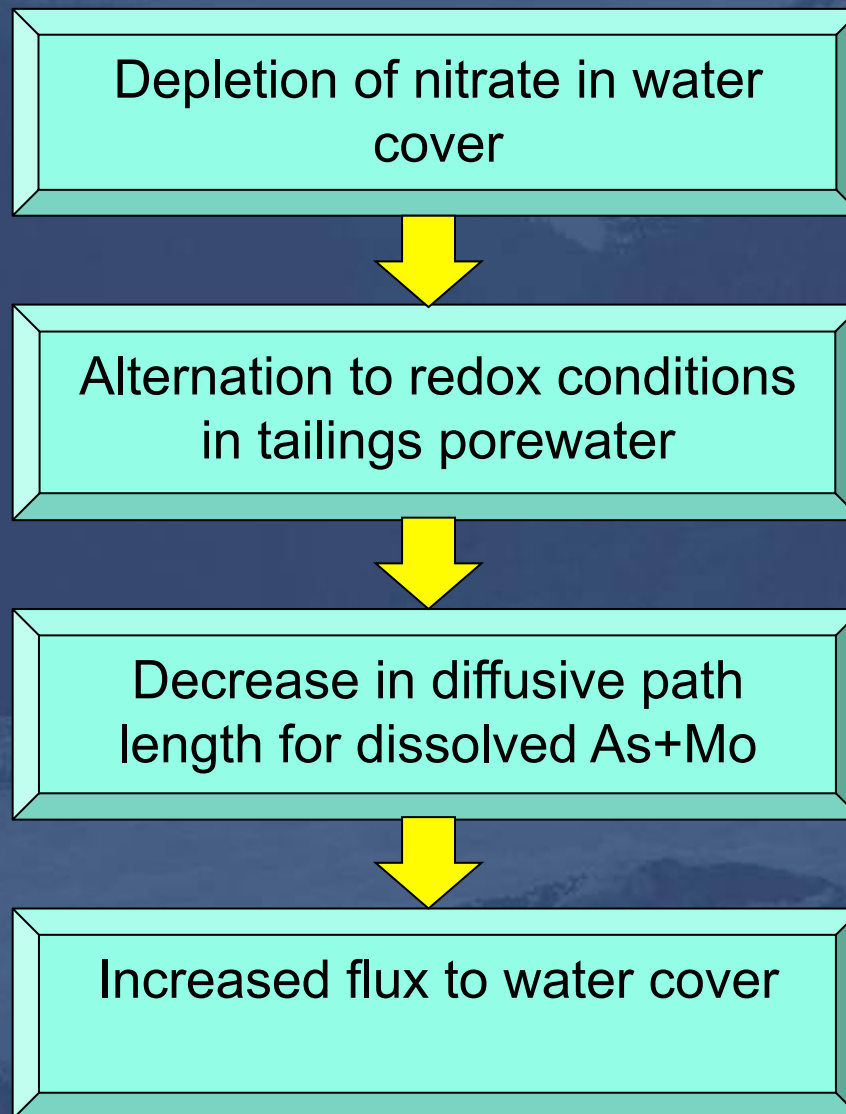 Depletion of nitrate in water
cover
Alternation to redox conditions
in tailings porewater
Decrease in diffusive path
length for dissolved As+Mo
Increased flux to water cover